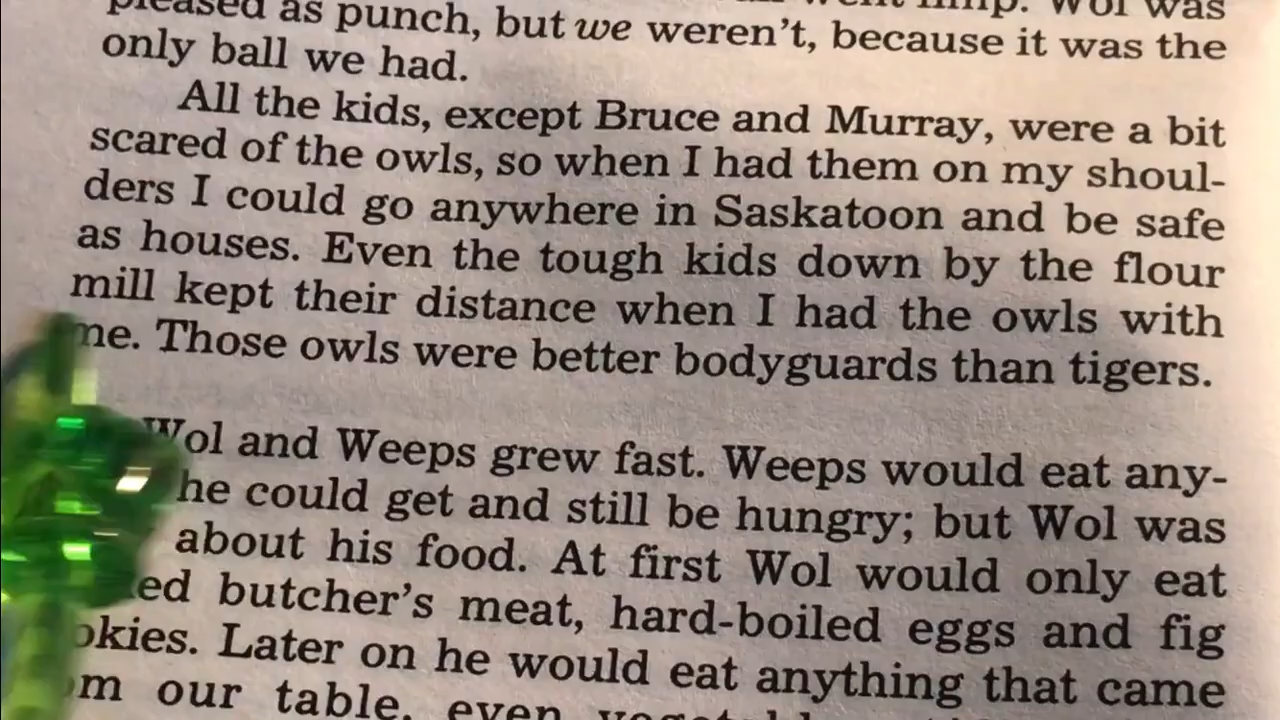 pleased as punch, but we weren't, because it was the
only ball we had.
All the kids, except Bruce and Murray, were a bit
scared of the owls, so when I had them on my shoul-
ders I could go anywhere in Saskatoon and be safe
as houses. Even the tough kids down by the flour
mill kept their distance when I had the owls with
me. Those owls were better bodyguards than tigers.
Wol and Weeps grew fast. Weeps would eat any-
he could get and still be hungry; but Wol was
about his food. At first Wol would only eat
butcher's meat, hard-boiled eggs and fig
Later on he would eat anything that came
our table, even